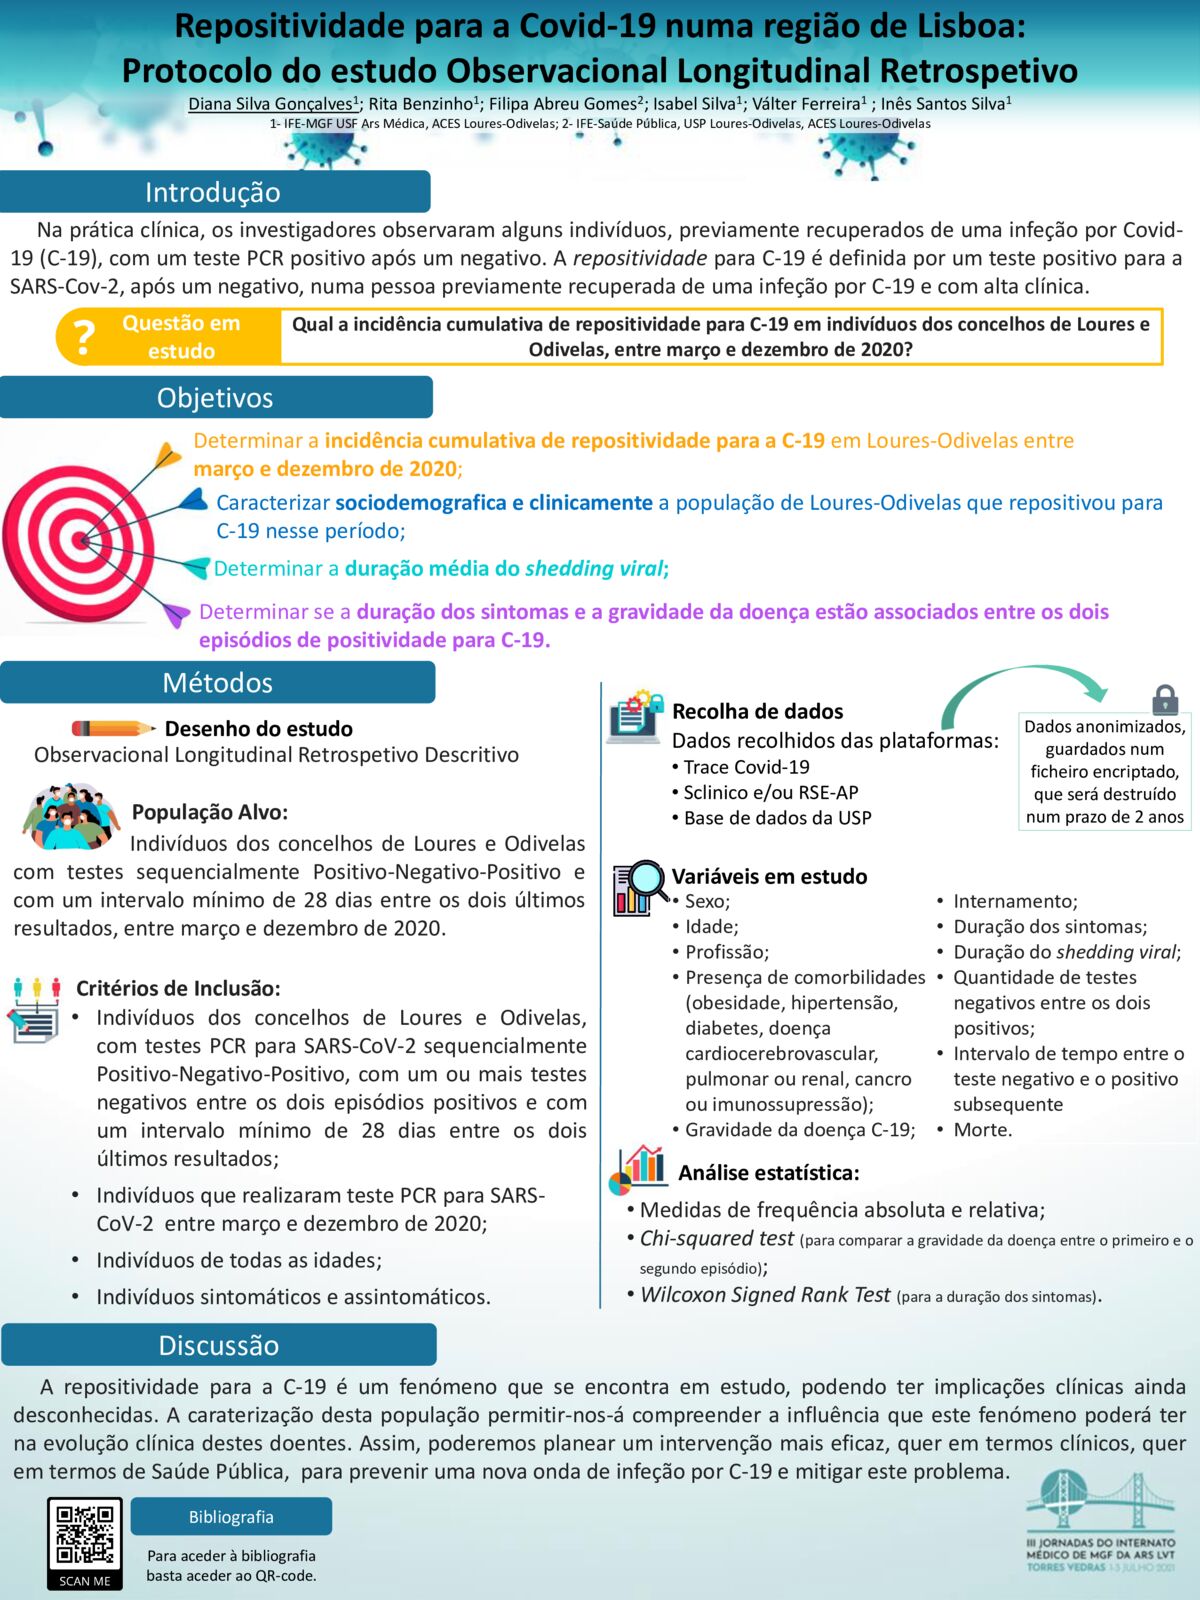 Repositividade para a Covid-19 numa região de Lisboa:
Protocolo do estudo Observacional Longitudinal Retrospetivo
Diana Silva Gonçalves1; Rita Benzinho1; Filipa Abreu Gomes2; Isabel Silva1; Válter Ferreira1 ; Inês Santos Silva1
1- IFE-MGF USF Ars Médica, ACES Loures-Odivelas; 2- IFE-Saúde Pública, USP Loures-Odivelas, ACES Loures-Odivelas
Introdução
Na prática clínica, os investigadores observaram alguns indivíduos, previamente recuperados de uma infeção por Covid-
19 (C-19), com um teste PCR positivo após um negativo. A repositividade para C-19 é definida por um teste positivo para a
SARS-Cov-2, após um negativo, numa pessoa previamente recuperada de uma infeção por C-19 e com alta clínica.
? Questão em
estudo
Qual a incidência cumulativa de repositividade para C-19 em indivíduos dos concelhos de Loures e
Odivelas, entre março e dezembro de 2020?
Objetivos
Determinar a incidência cumulativa de repositividade para a C-19 em Loures-Odivelas entre
março e dezembro de 2020;
Caracterizar sociodemografica e clinicamente a população de Loures-Odivelas que repositivou para
C-19 nesse período;
Determinar a duração média do shedding viral;
Determinar se a duração dos sintomas e a gravidade da doença estão associados entre os dois
episódios de positividade para C-19.
Métodos
Desenho do estudo
Observacional Longitudinal Retrospetivo Descritivo
População Alvo:
Indivíduos dos concelhos de Loures e Odivelas
com testes sequencialmente Positivo-Negativo-Positivo e
com um intervalo mínimo de 28 dias entre os dois últimos
resultados, entre março e dezembro de 2020.
Critérios de Inclusão:
• Indivíduos dos concelhos de Loures e Odivelas,
com testes PCR para SARS-CoV-2 sequencialmente
Positivo-Negativo-Positivo, com um ou mais testes
negativos entre os dois episódios positivos e com
um intervalo mínimo de 28 dias entre os dois
últimos resultados;
• Indivíduos que realizaram teste PCR para SARS-
CoV-2 entre março e dezembro de 2020;
• Indivíduos de todas as idades;
• Indivíduos sintomáticos e assintomáticos.
Recolha de dados
Dados recolhidos das plataformas:
• Trace Covid-19
• Sclinico e/ou RSE-AP
• Base de dados da USP
Dados anonimizados,
guardados num
ficheiro encriptado,
que será destruído
num prazo de 2 anos
Variáveis em estudo
• Sexo;
• Idade;
• Profissão;
• Presença de comorbilidades
(obesidade, hipertensão,
diabetes, doença
cardiocerebrovascular,
pulmonar ou renal, cancro
ou imunossupressão);
• Gravidade da doença C-19;
• Internamento;
• Duração dos sintomas;
• Duração do shedding viral;
• Quantidade de testes
negativos entre os dois
positivos;
• Intervalo de tempo entre o
teste negativo e o positivo
subsequente
• Morte.
Análise estatística:
• Medidas de frequência absoluta e relativa;
• Chi-squared test (para comparar a gravidade da doença entre o primeiro e o
segundo episódio);
• Wilcoxon Signed Rank Test (para a duração dos sintomas).
Discussão
A repositividade para a C-19 é um fenómeno que se encontra em estudo, podendo ter implicações clínicas ainda
desconhecidas. A caraterização desta população permitir-nos-á compreender a influência que este fenómeno poderá ter
na evolução clínica destes doentes. Assim, poderemos planear um intervenção mais eficaz, quer em termos clínicos, quer
em termos de Saúde Pública, para prevenir uma nova onda de infeção por C-19 e mitigar este problema.
SCAN ME
Bibliografia
Para aceder à bibliografia
basta aceder ao QR-code.
III JORNADAS DO INTERNATO
MÉDICO DE MGF DA ARS LVT
TORRES VEDRAS 1-3 JULHO 2021